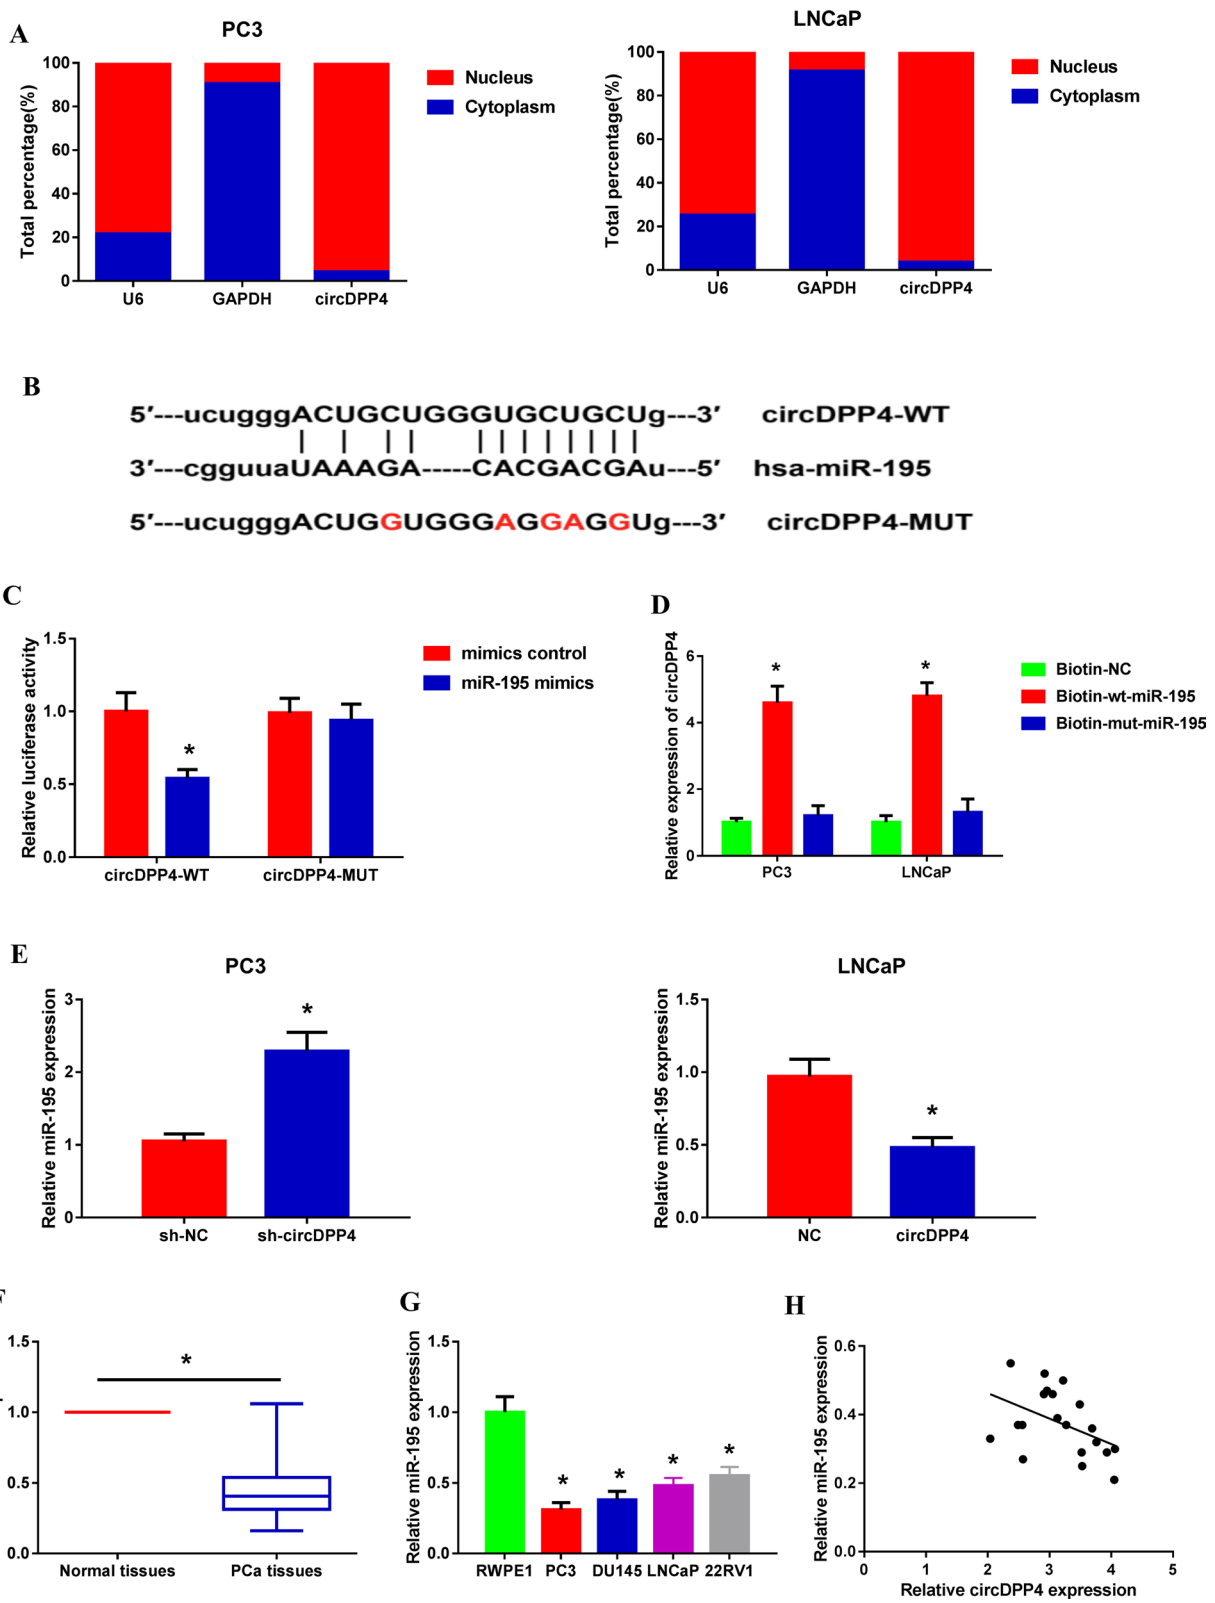 A
PC3
Total percentage(%)
100
80
60
40
20
0
U6
GAPDH
circDPP4
Nucleus
Cytoplasm
LNCaP
Total percentage(%)
100
80
60
40
20
0
U6
GAPDH
circDPP4
Nucleus
Cytoplasm
B
5′---ucugggACUGCUGGGUGCUGCUg---3′ circDPP4-WT
3′---cgguuaUAAAGA-----CACGACGAu---5′ hsa-miR-195
5′---ucugggACUGGUGGGAGGAGGUg---3′ circDPP4-MUT
C
Relative luciferase activity
1.5
1.0
0.5
0.0
*
circDPP4-WT
circDPP4-MUT
mimics control
miR-195 mimics
D
Relative expression of circDPP4
6
4
2
0
*
*
PC3
LNCaP
Biotin-NC
Biotin-wt-miR-195
Biotin-mut-miR-195
E
PC3
Relative miR-195 expression
3
2
1
0
*
sh-NC
sh-circDPP4
LNCaP
Relative miR-195 expression
1.5
1.0
0.5
0.0
*
NC
circDPP4
1.5
1.0
0.5
0.0
*
Normal tissues
PCa tissues
G
Relative miR-195 expression
1.5
1.0
0.5
0.0
*
*
*
*
RWPE1
PC3
DU145
LNCaP
22RV1
H
Relative miR-195 expression
0.6
0.4
0.2
0.0
0
1
2
3
4
5
Relative circDPP4 expression